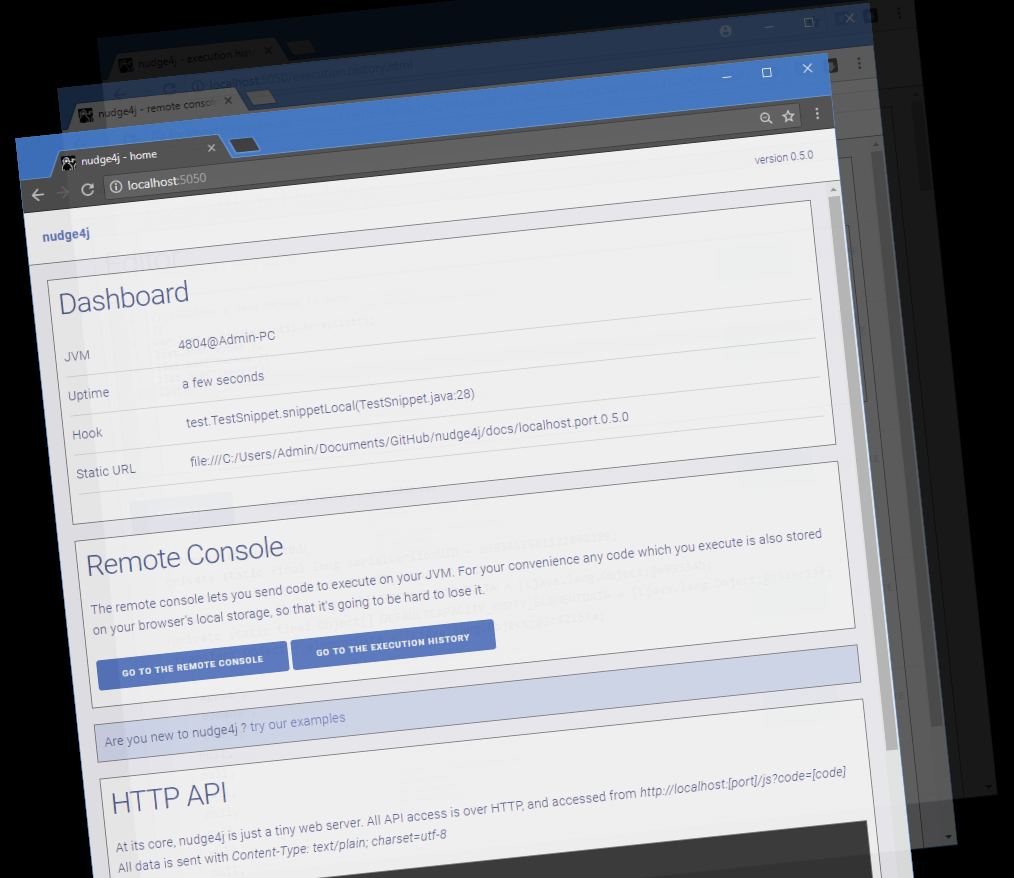 nudge4j - execution hist
localhost:5050/executionhistory.html
nudge4j - remote conso
nudge4j - home
localhost:5050
nudge4j
version 0.5.0
Dashboard
JVM 4804@Admin-PC
Uptime a few seconds
Hook test.TestSnippet.snippetLocal(TestSnippet.java:28)
Static URL file:///C:/Users/Admin/Documents/GitHub/nudge4j/docs/localhost.port.0.5.0
Remote Console
The remote console lets you send code to execute on your JVM. For your convenience any code which you execute is also stored
on your browser's local storage, so that it's going to be hard to lose it.
GO TO THE REMOTE CONSOLE GO TO THE EXECUTION HISTORY
Are you new to nudge4j ? try our examples
HTTP API
At its core, nudge4j is just a tiny web server. All API access is over HTTP, and accessed from http://localhost:[port]/js?code=[code]
All data is sent with Content-Type: text/plain; charset=utf-8